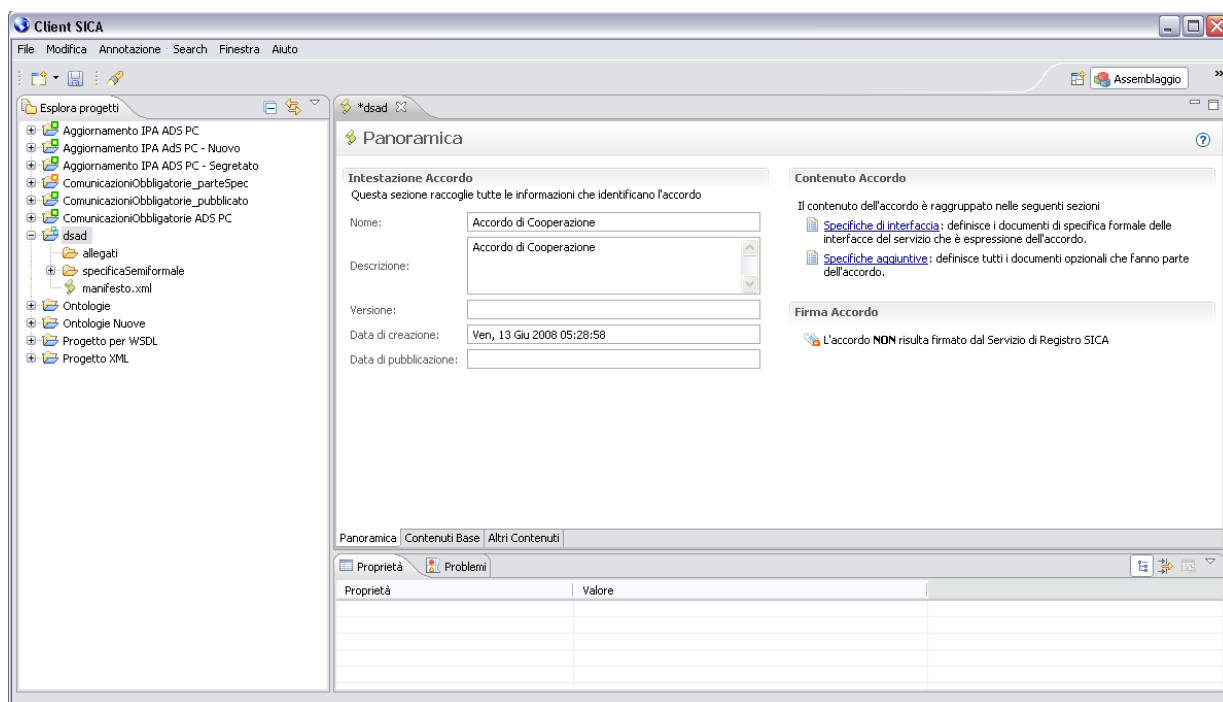 Client SICA
File Modifica Annotazione Search Finestra Aiuto
Assemblaggio
»
Esplora progetti
Aggiornamento IPA ADS PC
Aggiornamento IPA AdS PC - Nuovo
Aggiornamento IPA ADS PC - Segretato
ComunicazioniObbligatorie_parteSpec
ComunicazioniObbligatorie_pubblicato
ComunicazioniObbligatorie ADS PC
dsad
allegati
specificaSemiformale
manifesto.xml
Ontologie
Ontologie Nuove
Progetto per WSDL
Progetto XML
*dsad
Panoramica
Intestazione Accordo
Questa sezione raccoglie tutte le informazioni che identificano l'accordo
Nome: Accordo di Cooperazione
Descrizione: Accordo di Cooperazione
Versione:
Data di creazione: Ven, 13 Giu 2008 05:28:58
Data di pubblicazione:
Contenuto Accordo
Il contenuto dell'accordo è raggruppato nelle seguenti sezioni
Specifiche di interfaccia: definisce i documenti di specifica formale delle
interfacce del servizio che è espressione dell'accordo.
Specifiche aggiuntive: definisce tutti i documenti opzionali che fanno parte
dell'accordo.
Firma Accordo
L'accordo NON risulta firmato dal Servizio di Registro SICA
Panoramica Contenuti Base Altri Contenuti
Proprietà Problemi
Proprietà Valore